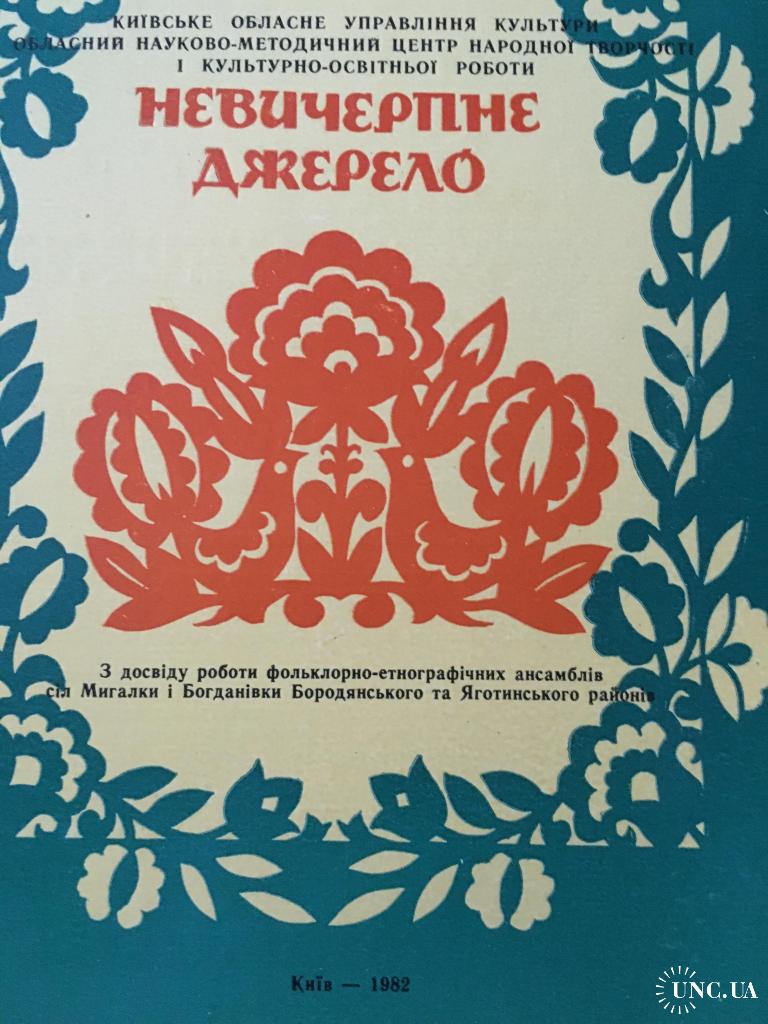 КИЇВСЬКЕ ОБЛАСНЕ УПРАВЛІННЯ КУЛЬТУРИ
ОБЛАСНИЙ НАУКОВО-МЕТОДИЧНИЙ ЦЕНТР НАРОДНОЇ ТВОРЧОСТІ
І КУЛЬТУРНО-ОСВІТНЬОЇ РОБОТИ
НЕВИЧЕРПНЕ
ДЖЕРЕЛО
З досвіду роботи фольклорно-етнографічних ансамблів
сіл Мигалки і Богданівки Бородянського та Яготинського районів
Київ — 1982
UNC.UA